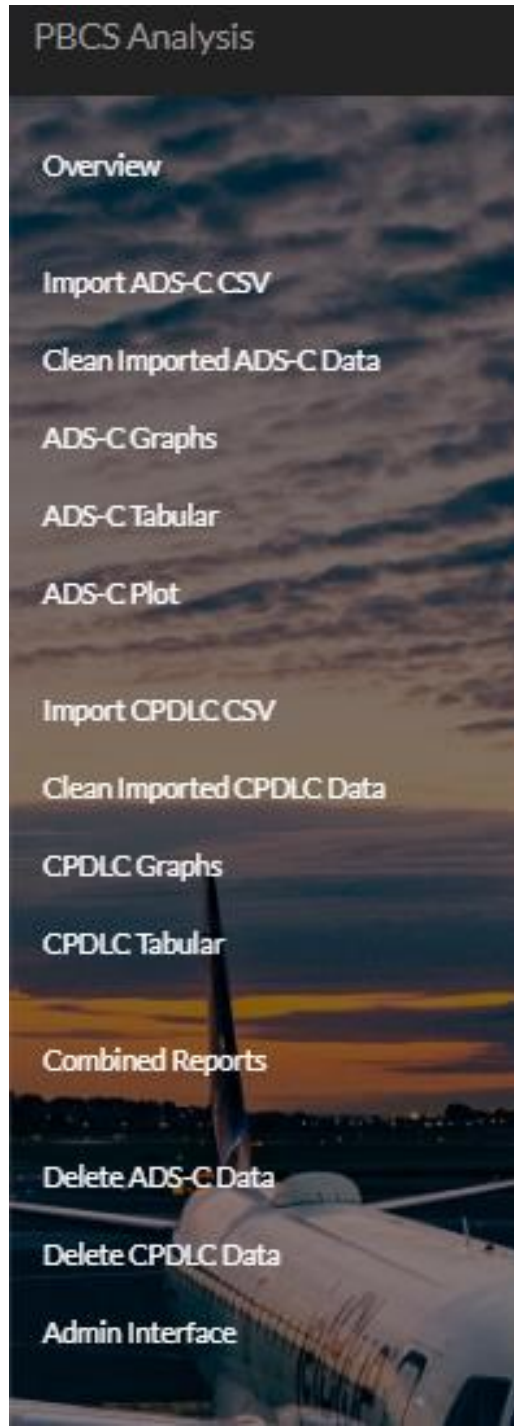 PBCS Analysis
Overview
Import ADS-C CSV
Clean Imported ADS-C Data
ADS-C Graphs
ADS-C Tabular
ADS-C Plot
Import CPDLC CSV
Clean Imported CPDLC Data
CPDLC Graphs
CPDLC Tabular
Combined Reports
Delete ADS-C Data
Delete CPDLC Data
Admin Interface